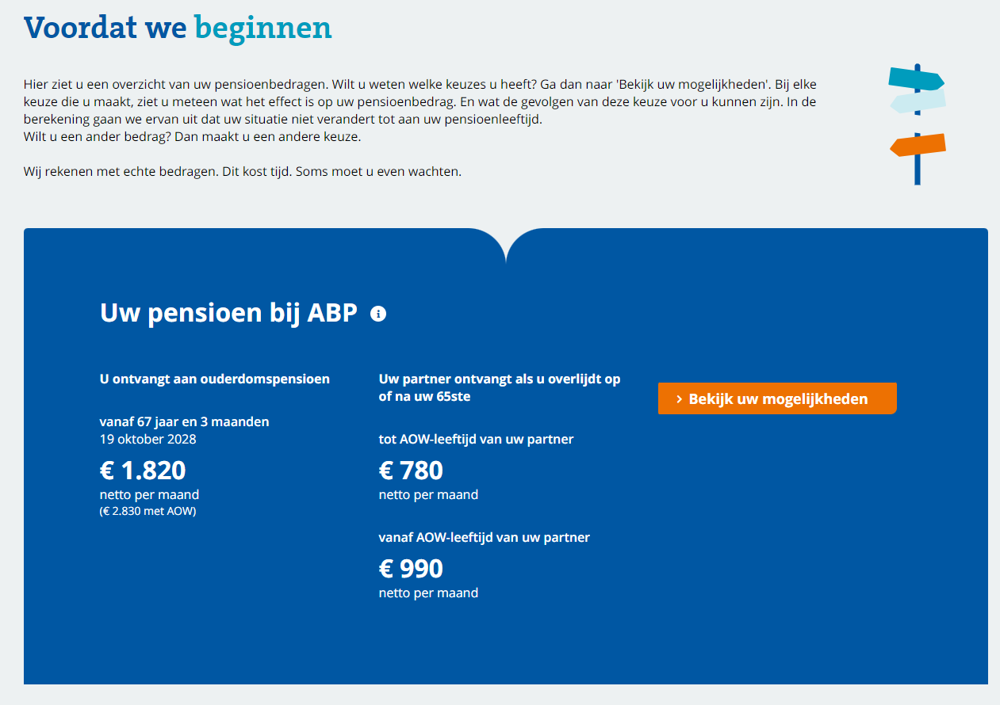 Voordat we beginnen
Hier ziet u een overzicht van uw pensioenbedragen. Wilt u weten welke keuzes u heeft? Ga dan naar 'Bekijk uw mogelijkheden'. Bij elke
keuze die u maakt, ziet u meteen wat het effect is op uw pensioenbedrag. En wat de gevolgen van deze keuze voor u kunnen zijn. In de
berekening gaan we ervan uit dat uw situatie niet verandert tot aan uw pensioenleeftijd.
Wilt u een ander bedrag? Dan maakt u een andere keuze.
Wij rekenen met echte bedragen. Dit kost tijd. Soms moet u even wachten.
Uw pensioen bij ABP
U ontvangt aan ouderdomspensioen
vanaf 67 jaar en 3 maanden
19 oktober 2028
€ 1.820
netto per maand
(€ 2.830 met AOW)
Uw partner ontvangt als u overlijdt op
of na uw 65ste
tot AOW-leeftijd van uw partner
€ 780
netto per maand
vanaf AOW-leeftijd van uw partner
€ 990
netto per maand
Bekijk uw mogelijkheden